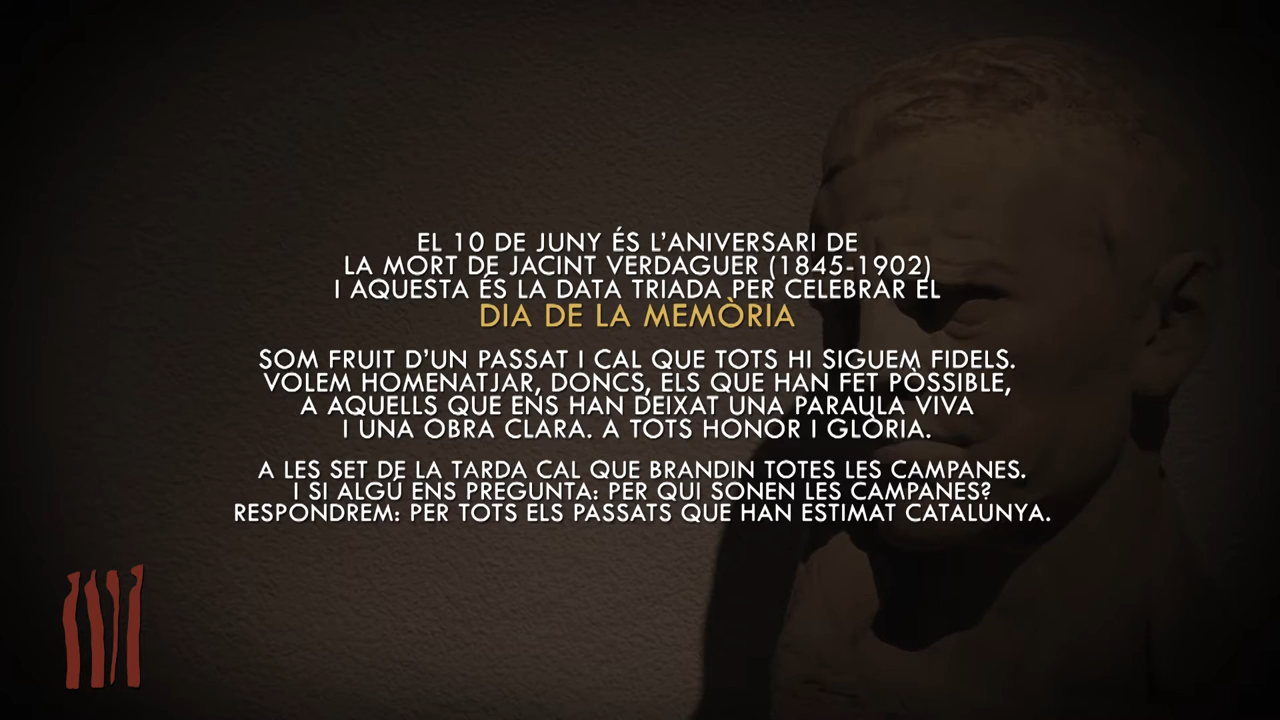 EL 10 DE JUNY ÉS L'ANIVERSARI DE
LA MORT DE JACINT VERDAGUER (1845-1902)
I AQUESTA ÉS LA DATA TRIADA PER CELEBRAR EL
DIA DE LA MEMÒRIA
SOM FRUIT D'UN PASSAT I CAL QUE TOTS HI SIGUEM FIDELS.
VOLEM HOMENATJAR, DONCS, ELS QUE HAN FET PÒSSIBLE,
A AQUELLS QUE ENS HAN DEIXAT UNA PARAULA VIVA
I UNA OBRA CLARA. A TOTS HONOR I GLÒRIA.
A LES SET DE LA TARDA CAL QUE BRANDIN TOTES LES CAMPANES.
I SI ALGÚ ENS PREGUNTA: PER QUI SONEN LES CAMPANES?
RESPONDREM: PER TOTS ELS PASSATS QUE HAN ESTIMAT CATALUNYA.